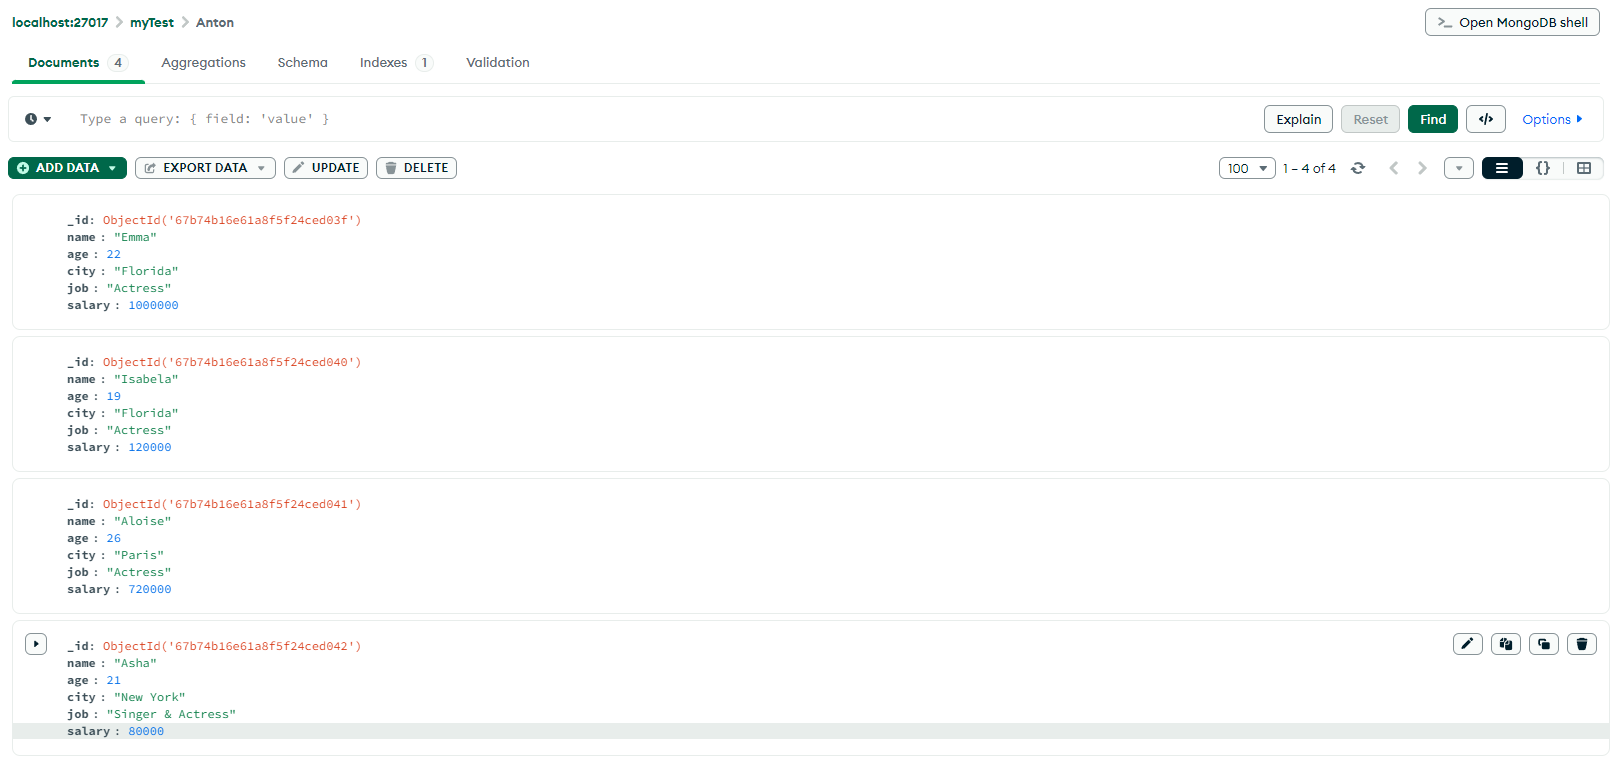 localhost:27017 > myTest > Anton
>_ Open MongoDB shell
Documents 4 Aggregations Schema Indexes 1 Validation
Type a query: { field: 'value' }
Explain Reset Find </> Options
ADD DATA EXPORT DATA UPDATE DELETE
100 1 – 4 of 4 {}
_id: ObjectId('67b74b16e61a8f5f24ced03f')
name : "Emma"
age : 22
city : "Florida"
job : "Actress"
salary : 1000000
_id: ObjectId('67b74b16e61a8f5f24ced040')
name : "Isabela"
age : 19
city : "Florida"
job : "Actress"
salary : 120000
_id: ObjectId('67b74b16e61a8f5f24ced041')
name : "Aloise"
age : 26
city : "Paris"
job : "Actress"
salary : 720000
_id: ObjectId('67b74b16e61a8f5f24ced042')
name : "Asha"
age : 21
city : "New York"
job : "Singer & Actress"
salary : 80000